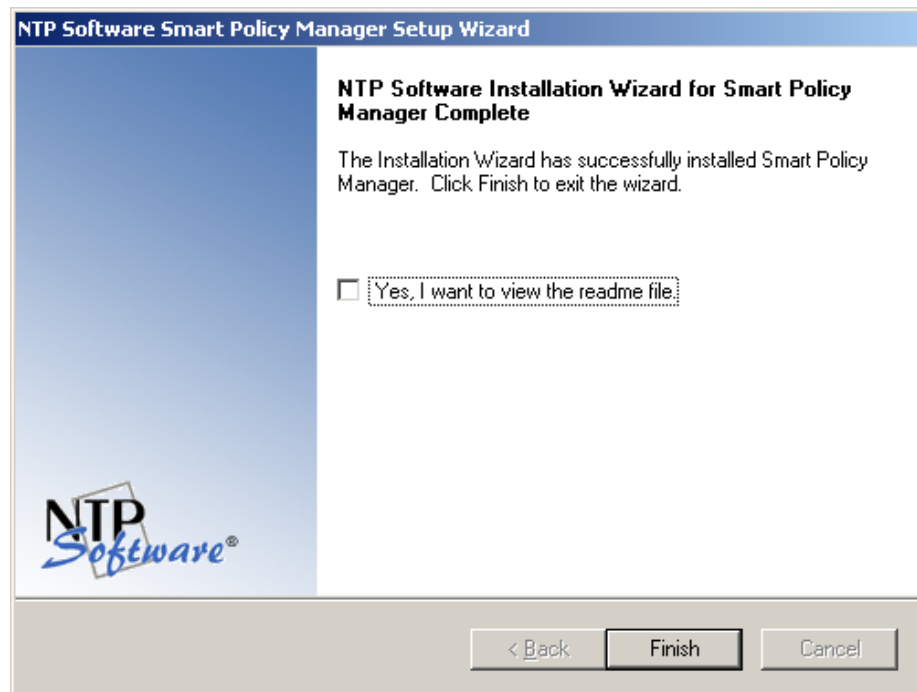 NTP Software Smart Policy Manager Setup Wizard
NTP Software Installation Wizard for Smart Policy
Manager Complete
The Installation Wizard has successfully installed Smart Policy
Manager. Click Finish to exit the wizard.
Yes, I want to view the readme file.
NTP
Software®
< Back
Finish
Cancel